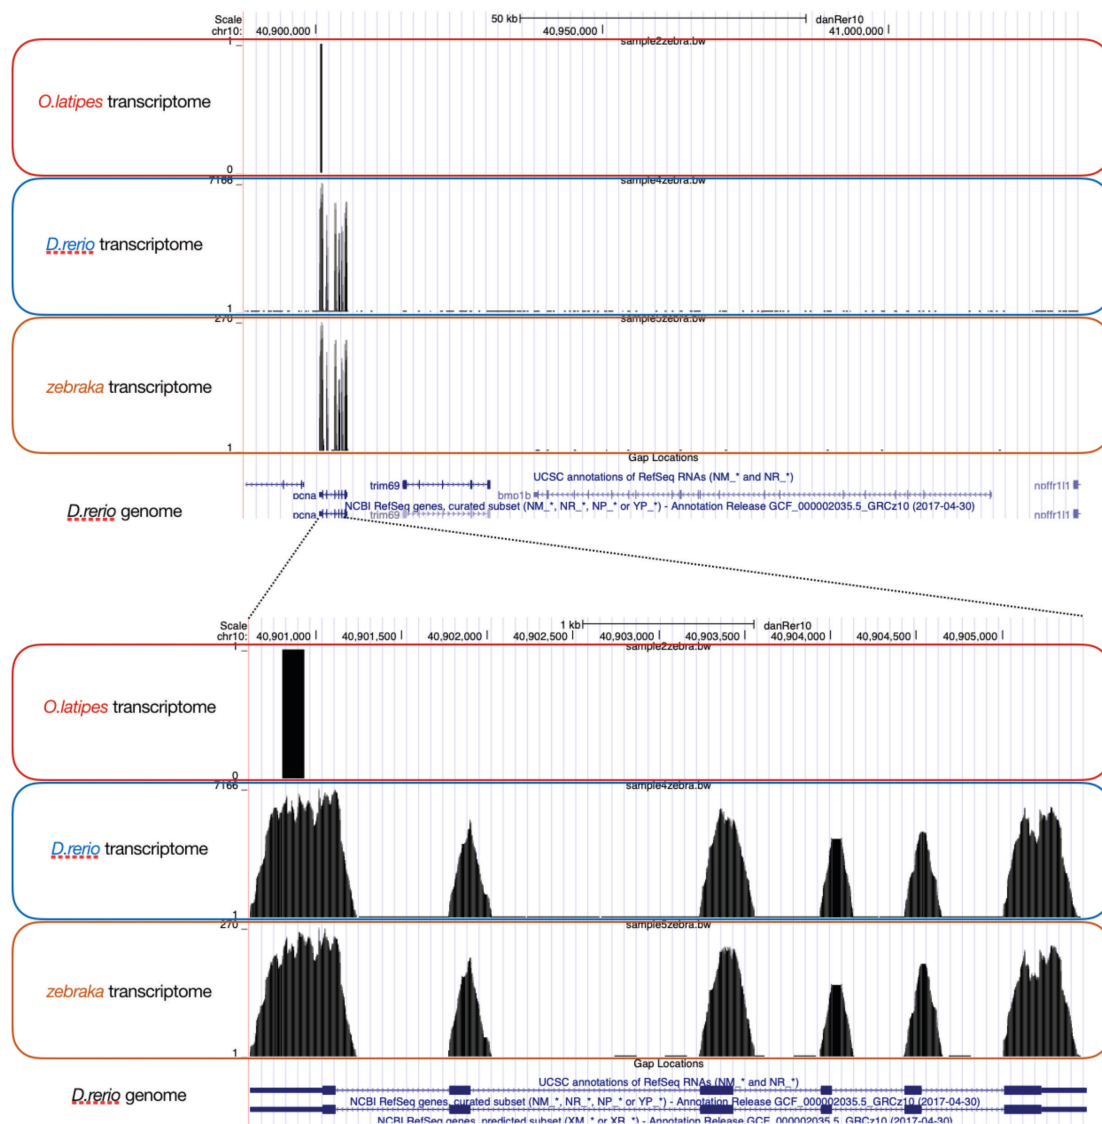 Scale 50 kb danRer10
chr10: 40,900,000 40,950,000 41,000,000
1 _ sample2zebra.bw
O.latipes transcriptome
0
7166 _ sample4zebra.bw
D.rerio transcriptome
1 _
270 _ sample5zebra.bw
zebraka transcriptome
1 _
Gap Locations
UCSC annotations of RefSeq RNAs (NM_* and NR_*)
trim69 npffr1l1
pcna bmp1b
NCBI RefSeq genes, curated subset (NM_*, NR_*, NP_* or YP_*) - Annotation Release GCF_000002035.5_GRCz10 (2017-04-30)
D.rerio genome
pcna trim69 npffr1l1
Scale 1 kb danRer10
chr10: 40,901,000 40,901,500 40,902,000 40,902,500 40,903,000 40,903,500 40,904,000 40,904,500 40,905,000
1 _ sample2zebra.bw
O.latipes transcriptome
0
7166 _ sample4zebra.bw
D.rerio transcriptome
1 _
270 _ sample5zebra.bw
zebraka transcriptome
1 _
Gap Locations
UCSC annotations of RefSeq RNAs (NM_* and NR_*)
D.rerio genome
NCBI RefSeq genes, curated subset (NM_*, NR_*, NP_* or YP_*) - Annotation Release GCF_000002035.5_GRCz10 (2017-04-30)
NCBI RefSeq genes, predicted subset (XM_* or XR_*) - Annotation Release GCF_000002035.5_GRCz10 (2017-04-30)